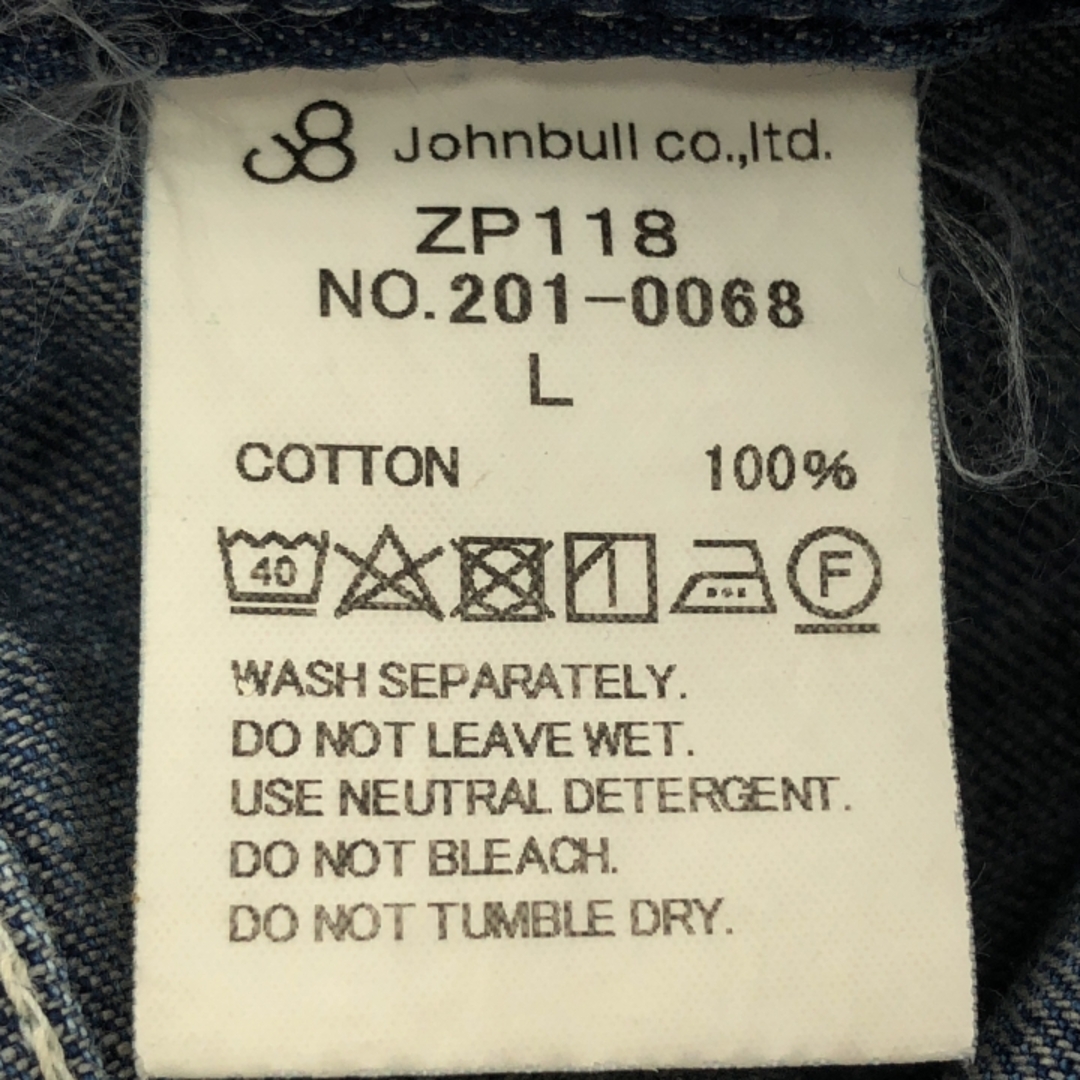 Johnbull co.,ltd.
ZP118
NO.201-0068
L
COTTON 100%
40 F
WASH SEPARATELY.
DO NOT LEAVE WET.
USE NEUTRAL DETERGENT.
DO NOT BLEACH.
DO NOT TUMBLE DRY.